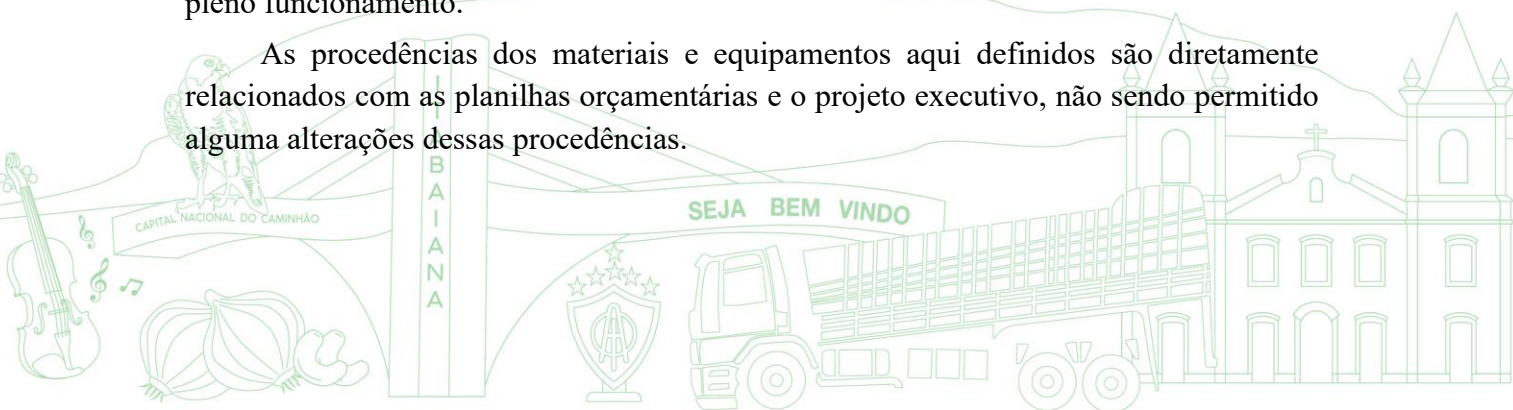 pleno funcionamento.
As procedências dos materiais e equipamentos aqui definidos são diretamente
relacionados com as planilhas orçamentárias e o projeto executivo, não sendo permitido
alguma alterações dessas procedências.
CAPITAL NACIONAL DO CAMINHÃO
ITABAIANA
SEJA BEM VINDO